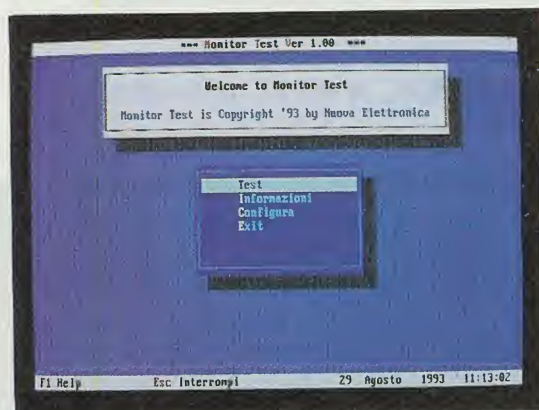 *** Monitor Test Ver 1.00 ***
Welcome to Monitor Test
Monitor Test is Copyright '93 by Nuova Elettronica
Test
Informazioni
Configura
Exit
F1 Help Esc Interrompi 29 Agosto 1993 11:13:02